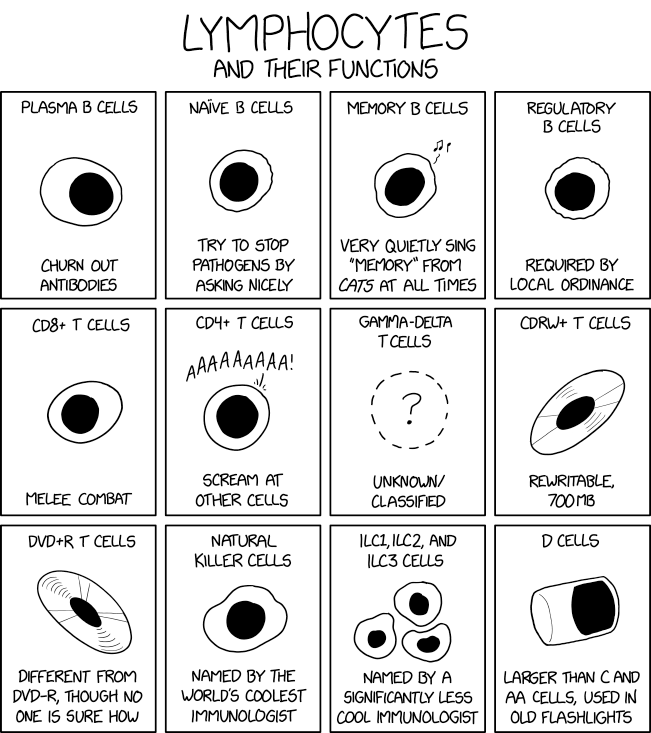 LYMPHOCYTES
AND THEIR FUNCTIONS
PLASMA B CELLS
CHURN OUT
ANTIBODIES
NAÏVE B CELLS
TRY TO STOP
PATHOGENS BY
ASKING NICELY
MEMORY B CELLS
VERY QUIETLY SING
"MEMORY" FROM
CATS AT ALL TIMES
REGULATORY
B CELLS
REQUIRED BY
LOCAL ORDINANCE
CD8+ T CELLS
MELEE COMBAT
CD4+ T CELLS
AAAAAAAAA!
SCREAM AT
OTHER CELLS
GAMMA-DELTA
T CELLS
?
UNKNOWN/
CLASSIFIED
CDRW+ T CELLS
REWRITABLE,
700 MB
DVD+R T CELLS
DIFFERENT FROM
DVD-R, THOUGH NO
ONE IS SURE HOW
NATURAL
KILLER CELLS
NAMED BY THE
WORLD'S COOLEST
IMMUNOLOGIST
ILC1, ILC2, AND
ILC3 CELLS
NAMED BY A
SIGNIFICANTLY LESS
COOL IMMUNOLOGIST
D CELLS
LARGER THAN C AND
AA CELLS, USED IN
OLD FLASHLIGHTS